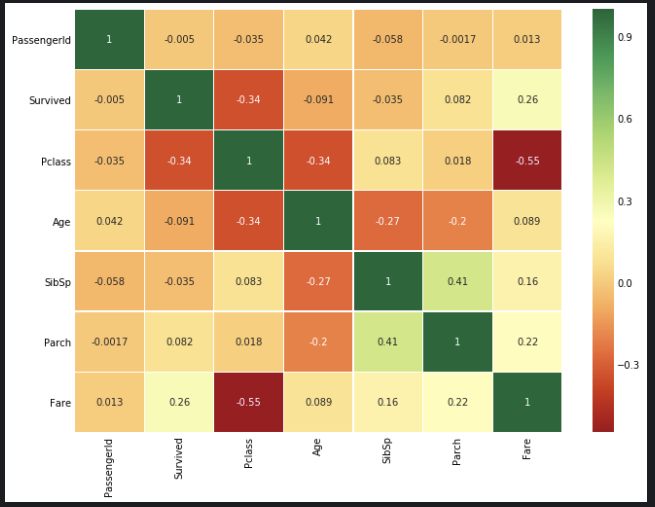 PassengerId 1 -0.005 -0.035 0.042 -0.058 -0.0017 0.013
Survived -0.005 1 -0.34 -0.091 -0.035 0.082 0.26
Pclass -0.035 -0.34 1 -0.34 0.083 0.018 -0.55
Age 0.042 -0.091 -0.34 1 -0.27 -0.2 0.089
SibSp -0.058 -0.035 0.083 -0.27 1 0.41 0.16
Parch -0.0017 0.082 0.018 -0.2 0.41 1 0.22
Fare 0.013 0.26 -0.55 0.089 0.16 0.22 1
PassengerId Survived Pclass Age SibSp Parch Fare
0.9
0.6
0.3
0.0
−0.3